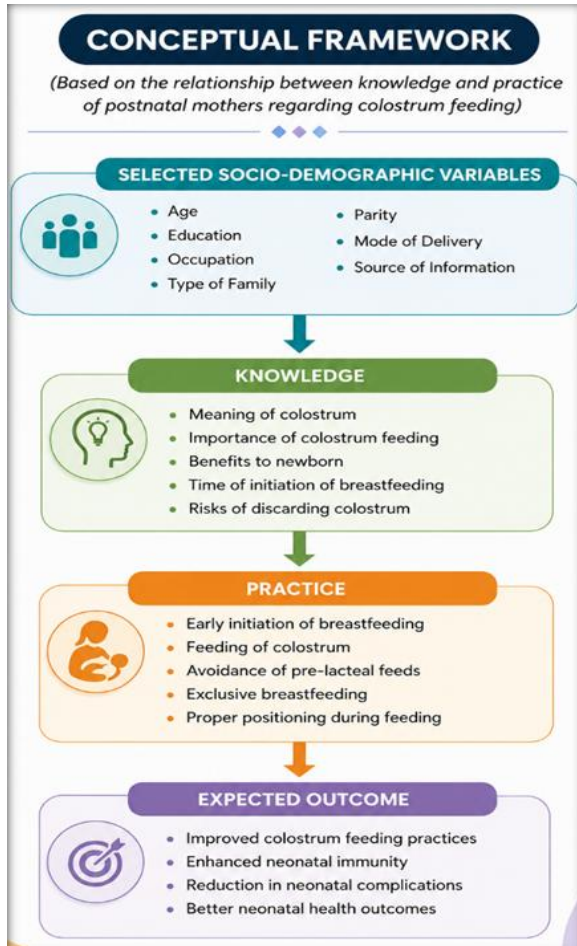 CONCEPTUAL FRAMEWORK
(Based on the relationship between knowledge and practice
of postnatal mothers regarding colostrum feeding)
SELECTED SOCIO-DEMOGRAPHIC VARIABLES
• Age
• Education
• Occupation
• Type of Family
• Parity
• Mode of Delivery
• Source of Information
KNOWLEDGE
• Meaning of colostrum
• Importance of colostrum feeding
• Benefits to newborn
• Time of initiation of breastfeeding
• Risks of discarding colostrum
PRACTICE
• Early initiation of breastfeeding
• Feeding of colostrum
• Avoidance of pre-lacteal feeds
• Exclusive breastfeeding
• Proper positioning during feeding
EXPECTED OUTCOME
• Improved colostrum feeding practices
• Enhanced neonatal immunity
• Reduction in neonatal complications
• Better neonatal health outcomes